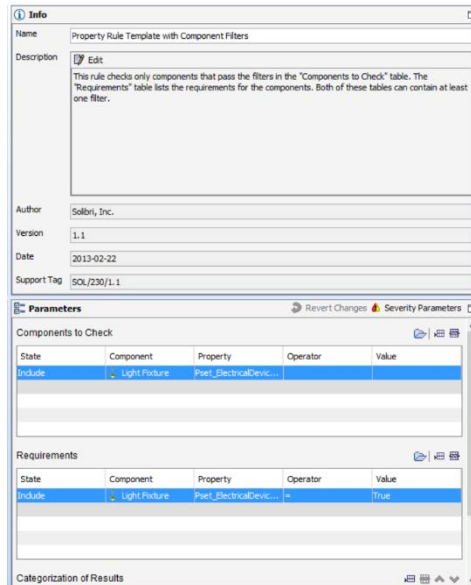 Info
Name Property Rule Template with Component Filters
Description Edit
This rule checks only components that pass the filters in the "Components to Check" table. The
"Requirements" table lists the requirements for the components. Both of these tables can contain at least
one filter.
Author Solibri, Inc.
Version 1.1
Date 2013-02-22
Support Tag SOL/230/1.1
Parameters Revert Changes Severity Parameters
Components to Check
State Component Property Operator Value
Include Light Fixture Pset_ElectricalDevic...
Requirements
State Component Property Operator Value
Include Light Fixture Pset_ElectricalDevic... = True
Categorization of Results